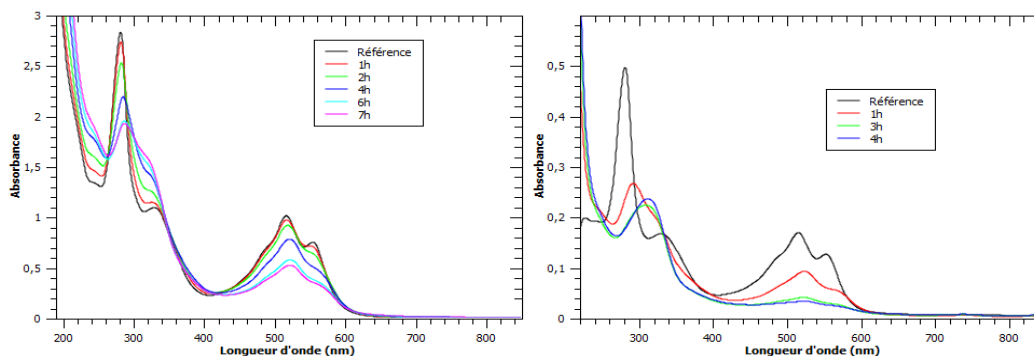 3
2,5
2
1,5
1
0,5
0
Absorbance
200 300 400 500 600 700 800
Longueur d'onde (nm)
Référence
1h
2h
4h
6h
7h
0,5
0,4
0,3
0,2
0,1
0
Absorbance
300 400 500 600 700 800
Longueur d'onde (nm)
Référence
1h
3h
4h